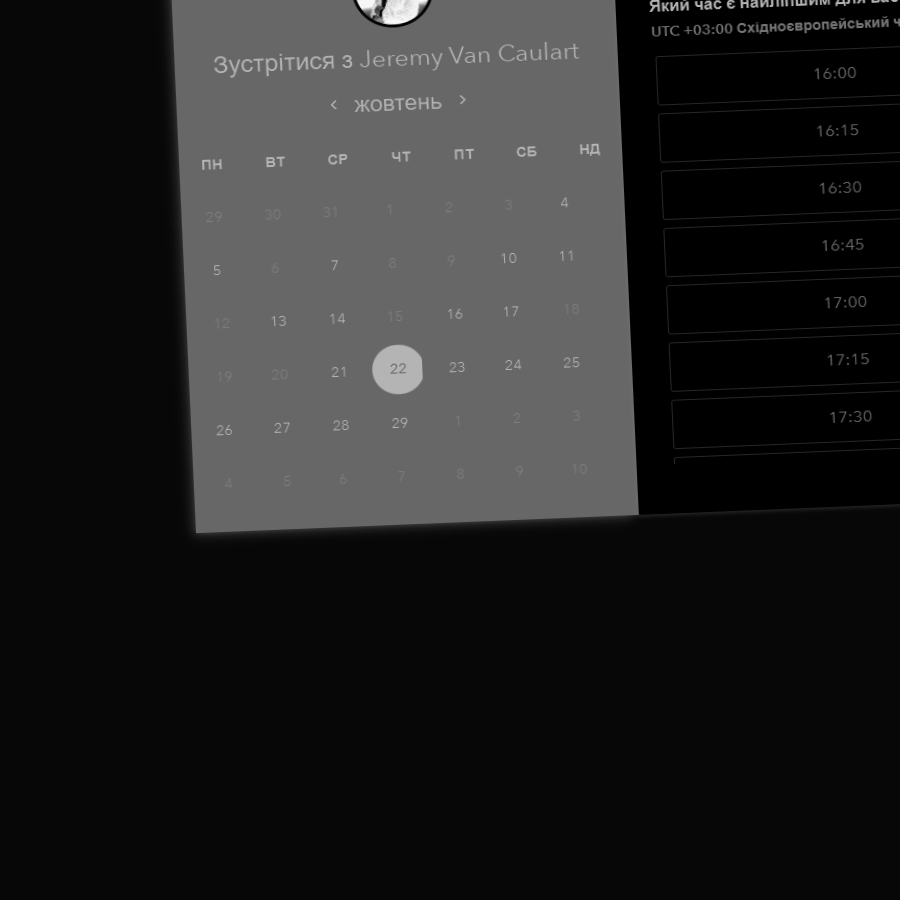 Зустрітися з Jeremy Van Caulart
‹ жовтень ›
ПН ВТ СР ЧТ ПТ СБ НД
29 30 31 1 2 3 4
5 6 7 8 9 10 11
12 13 14 15 16 17 18
19 20 21 22 23 24 25
26 27 28 29 1 2 3
4 5 6 7 8 9 10
Який час є найліпшим для
UTC +03:00 Східноєвропейський
16:00
16:15
16:30
16:45
17:00
17:15
17:30